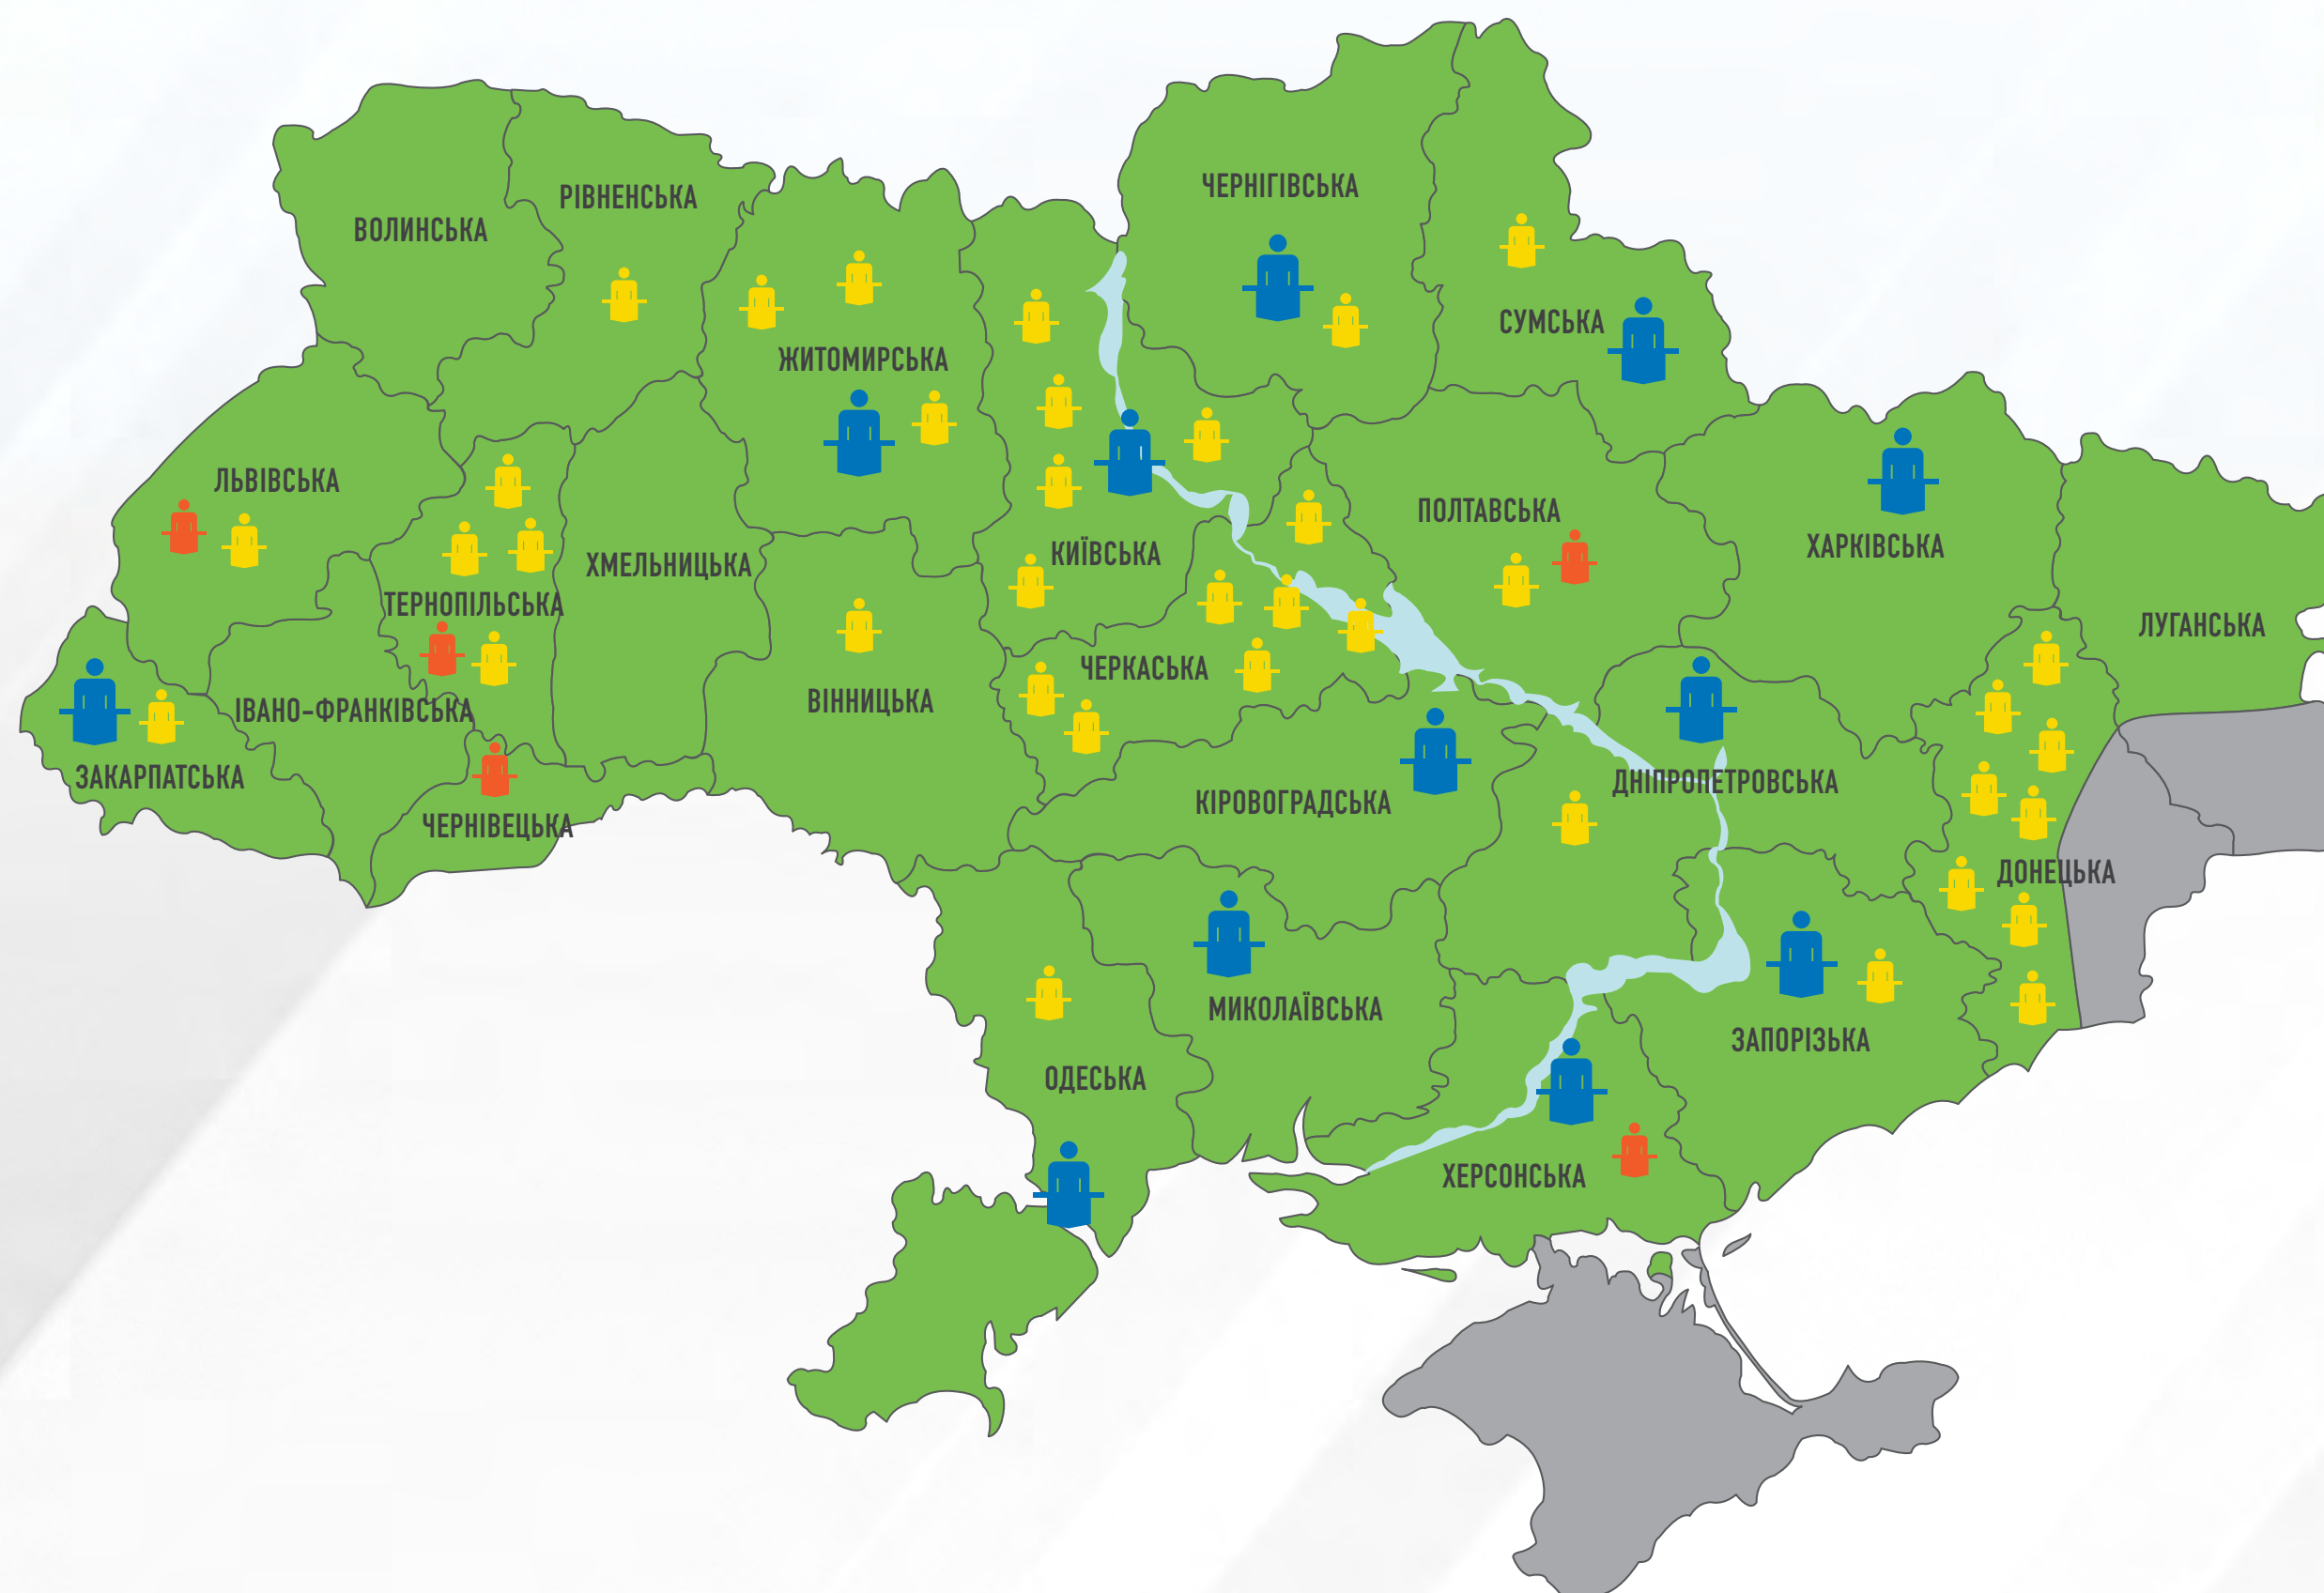 ЧЕРНІГІВСЬКА
РІВНЕНСЬКА
ВОЛИНСЬКА
СУМСЬКА
ЖИТОМИРСЬКА
ЛЬВІВСЬКА
ПОЛТАВСЬКА
ХАРКІВСЬКА
КИЇВСЬКА
ХМЕЛЬНИЦЬКА
ТЕРНОПІЛЬСЬКА
ЛУГАНСЬКА
ЧЕРКАСЬКА
ВІННИЦЬКА
ІВАНО-ФРАНКІВСЬКА
ЗАКАРПАТСЬКА
ДНІПРОПЕТРОВСЬКА
КІРОВОГРАДСЬКА
ЧЕРНІВЕЦЬКА
ДОНЕЦЬКА
МИКОЛАЇВСЬКА
ЗАПОРІЗЬКА
ОДЕСЬКА
ХЕРСОНСЬКА